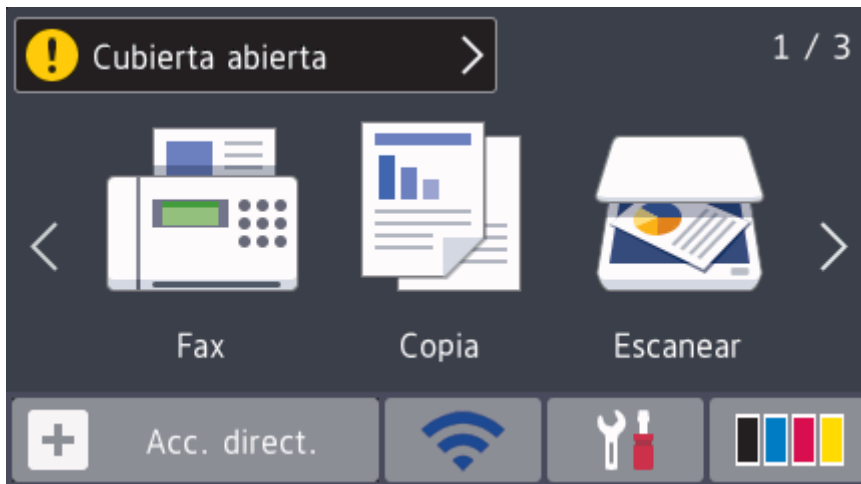 Cubierta abierta
1 / 3
Fax
Copia
Escanear
Acc. direct.